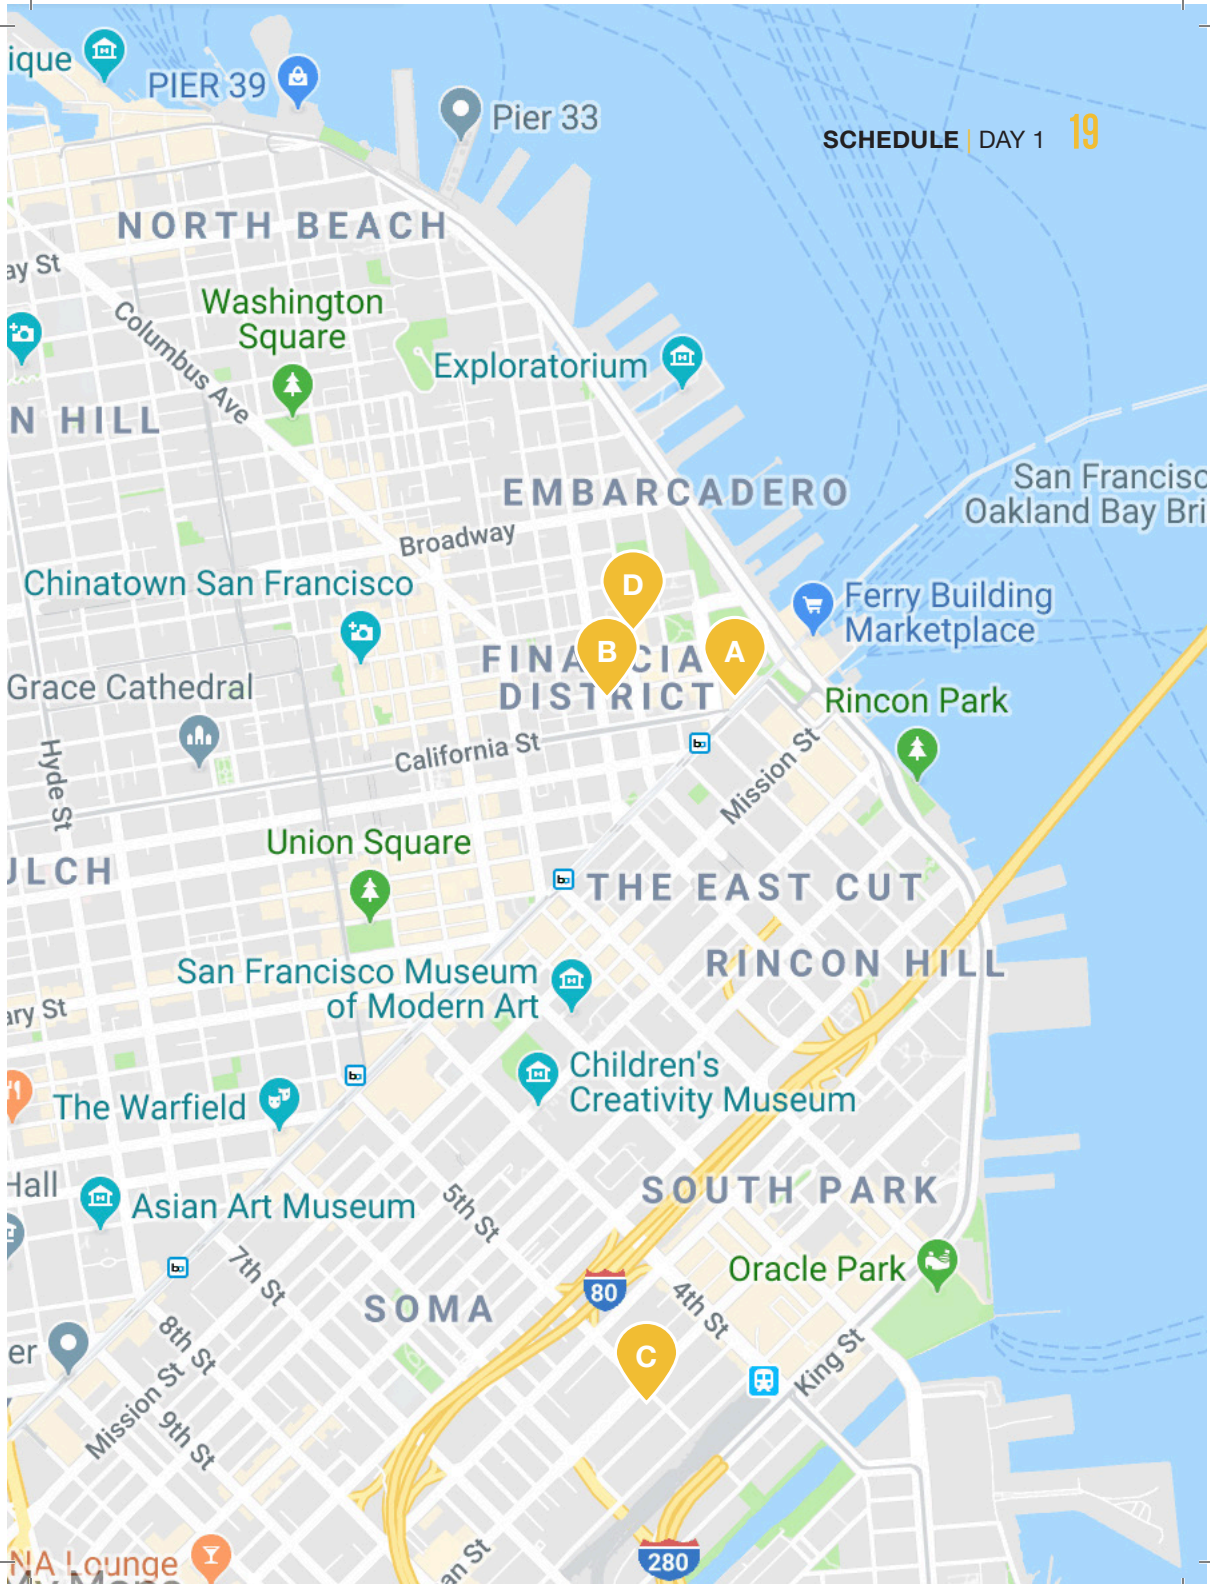 ique
PIER 39
Pier 33
SCHEDULE | DAY 1 19
NORTH BEACH
ay St
Washington
Square
Columbus Ave
Exploratorium
N HILL
EMBARCADERO
San Francisc
Oakland Bay Bri
Broadway
Chinatown San Francisco
D
Ferry Building
Marketplace
B
A
FINA CIA
DISTRICT
Grace Cathedral
Rincon Park
Hyde St
California St
Mission St
Union Square
ULCH
THE EAST CUT
RINCON HILL
San Francisco Museum
of Modern Art
ary St
Children's
Creativity Museum
The Warfield
Hall
Asian Art Museum
5th St
SOUTH PARK
7th St
Oracle Park
80
4th St
SOMA
8th St
er
C
King St
Mission St
9th St
an St
280
NA Lounge